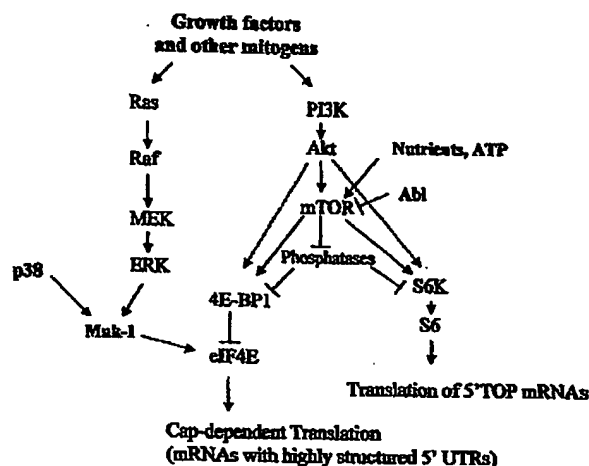 Growth factors
and other mitogens
Ras
PI3K
Raf
Akt
Nutrients, ATP
mTOR
Abl
MEK
Phosphatases
ERK
p38
4E-BP1
S6K
Mnk-1
eIF4E
S6
Translation of 5'TOP mRNAs
Cap-dependent Translation
(mRNAs with highly structured 5' UTRs)